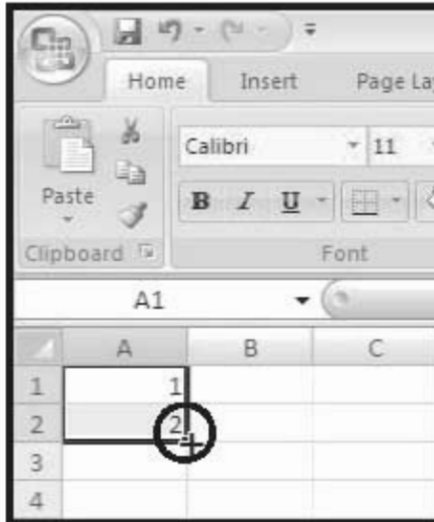 Home Insert Page La
Calibri 11
Paste
B I U
Clipboard Font
A1
A B C
1 1
2 2
3
4